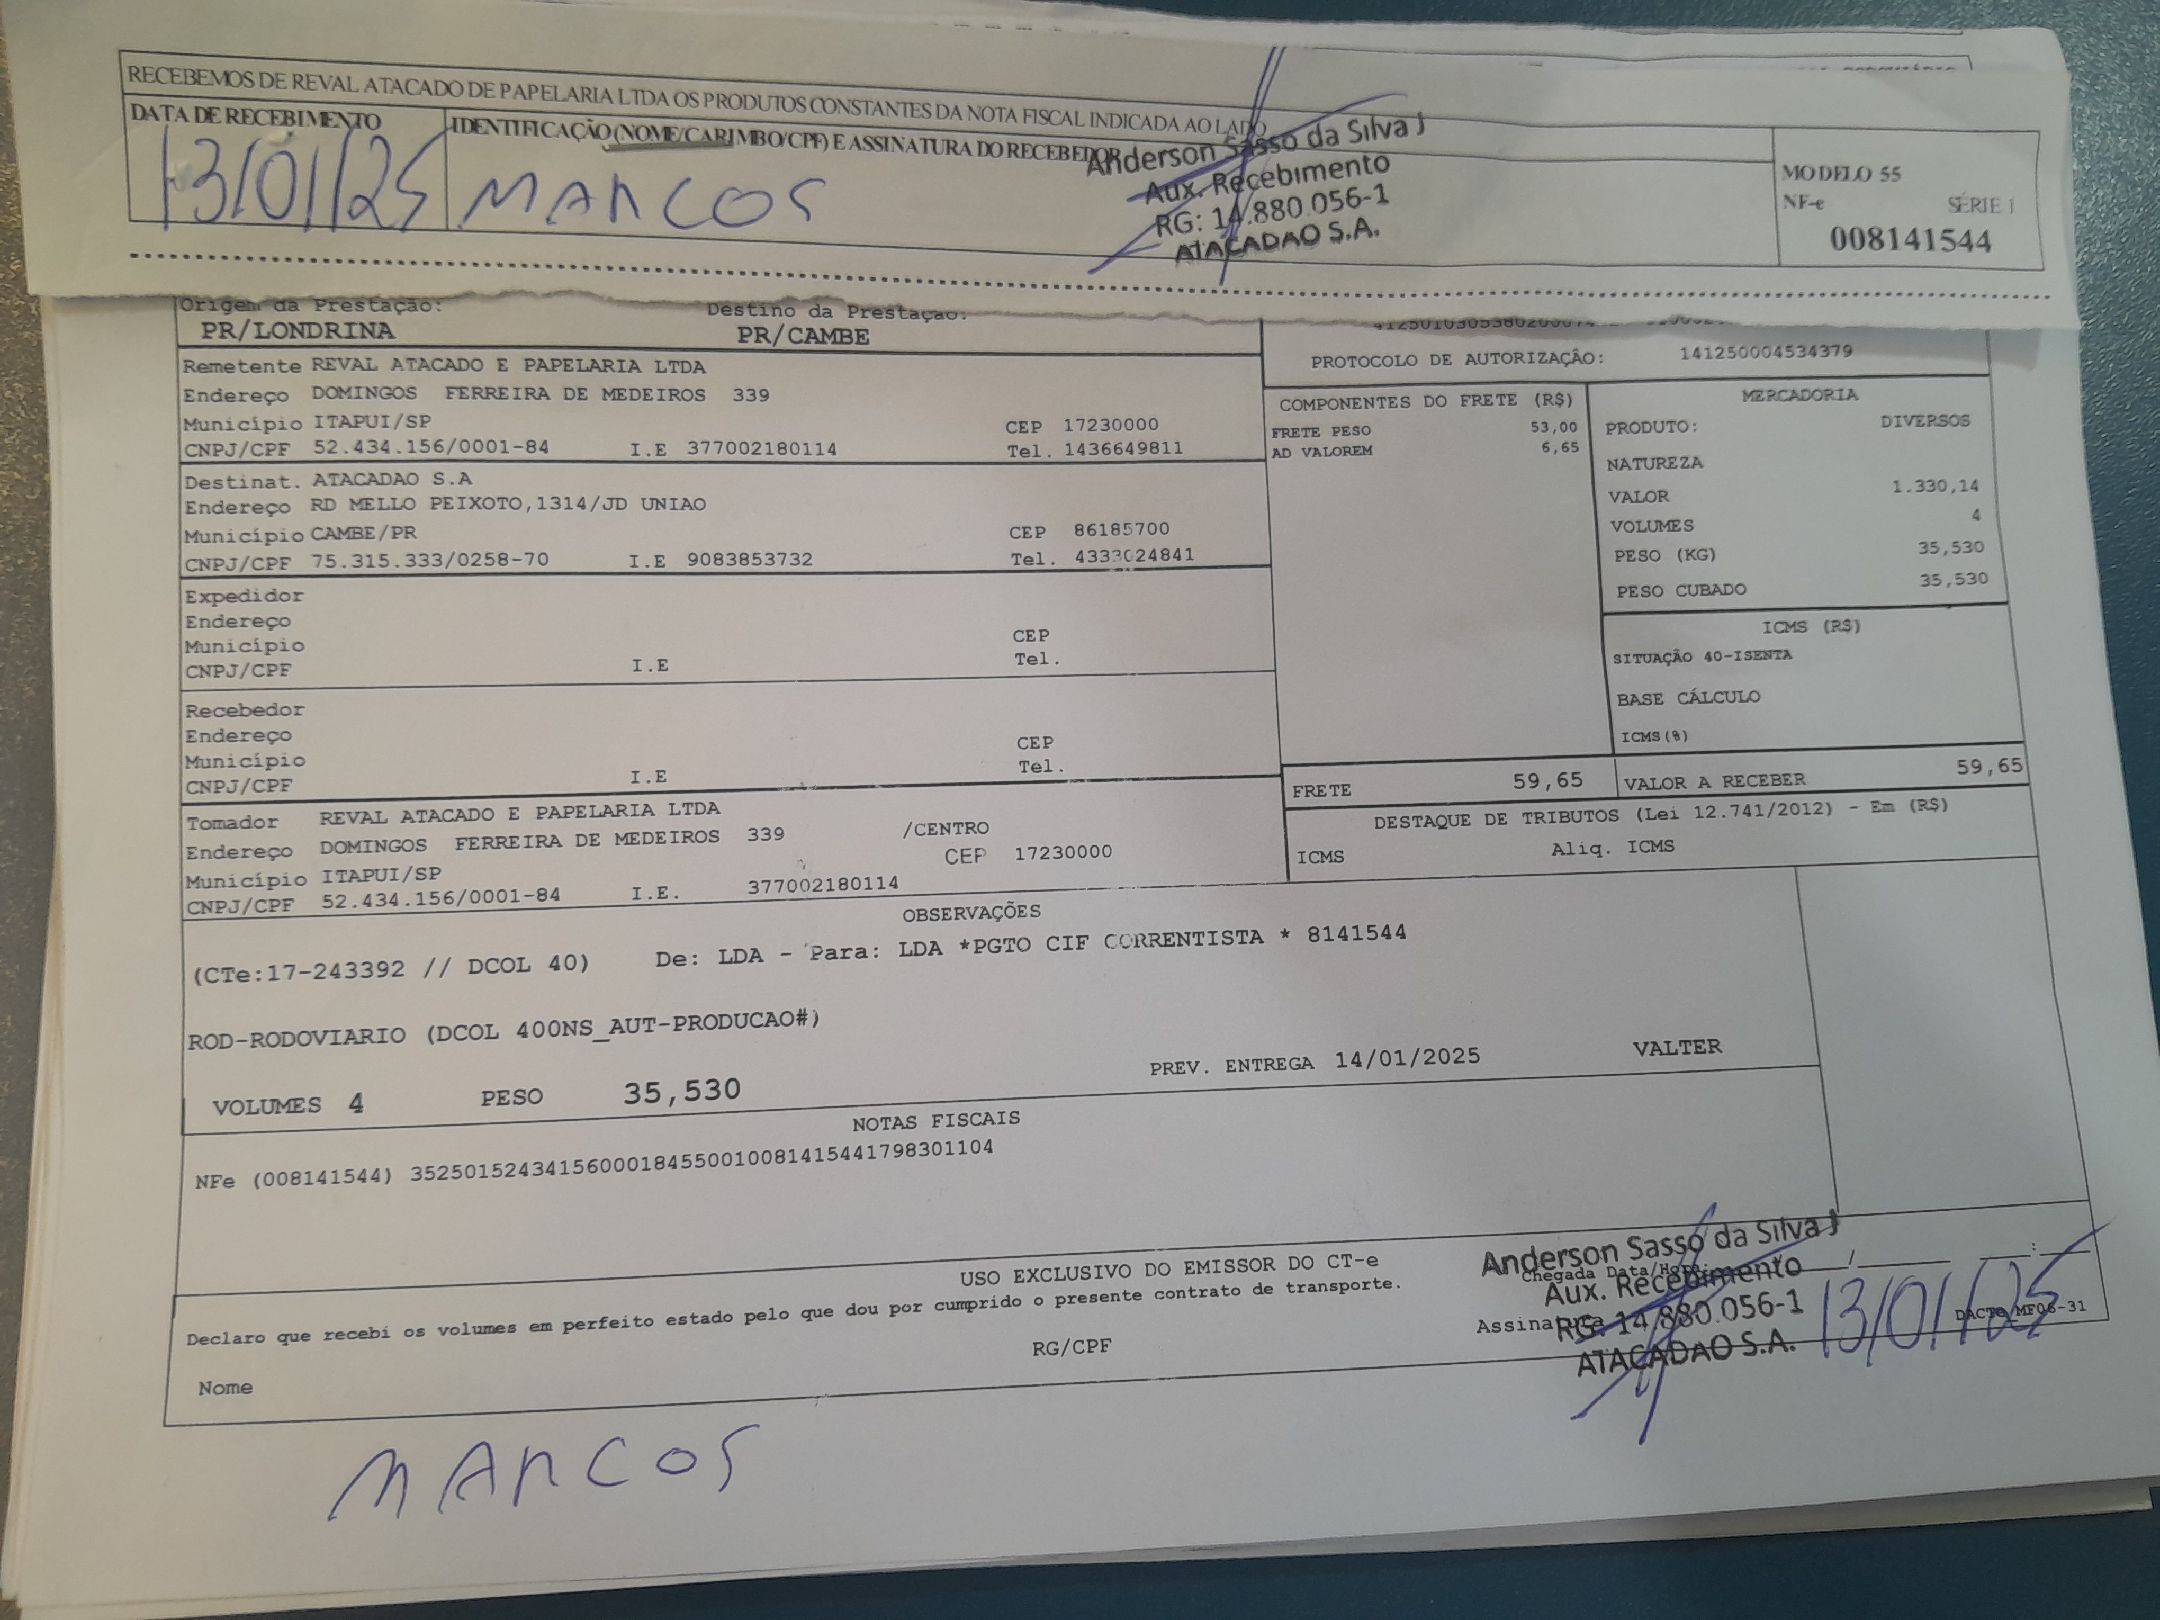 RECEBEMOS DE REVAL ATACADO DE PAPELARIA LTDA OS PRODUTOS CONSTANTES DA NOTA FISCAL INDICADA AO LADO
DATA DE RECEBIMENTO
IDENTIFICAÇÃO (NOME/CARIMBO/CPF) E ASSINATURA DO RECEBEDOR
13/01/25 MARCOS
Anderson Sasso da Silva J
Aux. Recebimento
RG: 14.880.056-1
ATACADAO S.A.
MODELO 55
NF-e SÉRIE 1
008141544
Origem da Prestação: Destino da Prestação:
PR/LONDRINA PR/CAMBE
PROTOCOLO DE AUTORIZAÇÃO: 141250004534379
Remetente REVAL ATACADO E PAPELARIA LTDA
Endereço DOMINGOS FERREIRA DE MEDEIROS 339
Município ITAPUI/SP CEP 17230000
CNPJ/CPF 52.434.156/0001-84 I.E 377002180114 Tel. 1436649811
Destinat. ATACADAO S.A
Endereço RD MELLO PEIXOTO,1314/JD UNIAO
Município CAMBE/PR CEP 86185700
CNPJ/CPF 75.315.333/0258-70 I.E 9083853732 Tel. 4333024841
Expedidor
Endereço
Município CEP
CNPJ/CPF I.E Tel.
Recebedor
Endereço
Município CEP
CNPJ/CPF I.E Tel.
Tomador REVAL ATACADO E PAPELARIA LTDA
Endereço DOMINGOS FERREIRA DE MEDEIROS 339 /CENTRO
Município ITAPUI/SP CEP 17230000
CNPJ/CPF 52.434.156/0001-84 I.E. 377002180114
COMPONENTES DO FRETE (R$)
FRETE PESO 53,00
AD VALOREM 6,65
MERCADORIA
PRODUTO: DIVERSOS
NATUREZA
VALOR 1.330,14
VOLUMES 4
PESO (KG) 35,530
PESO CUBADO 35,530
ICMS (R$)
SITUAÇÃO 40-ISENTA
BASE CÁLCULO
ICMS(%)
FRETE 59,65 VALOR A RECEBER 59,65
DESTAQUE DE TRIBUTOS (Lei 12.741/2012) - Em (R$)
ICMS Aliq. ICMS
OBSERVAÇÕES
(CTe:17-243392 // DCOL 40) De: LDA - Para: LDA *PGTO CIF CORRENTISTA * 8141544
ROD-RODOVIARIO (DCOL 400NS_AUT-PRODUCAO#)
VOLUMES 4 PESO 35,530 PREV. ENTREGA 14/01/2025 VALTER
NOTAS FISCAIS
NFe (008141544) 35250152434156000184550010081415441798301104
USO EXCLUSIVO DO EMISSOR DO CT-e
Declaro que recebi os volumes em perfeito estado pelo que dou por cumprido o presente contrato de transporte.
Nome RG/CPF
Chegada Data/Hora:
Assinatura
Anderson Sasso da Silva J
Aux. Recebimento
RG: 14.880.056-1
ATACADAO S.A.
13/01/25
DACTe MF06-31
MARCOS